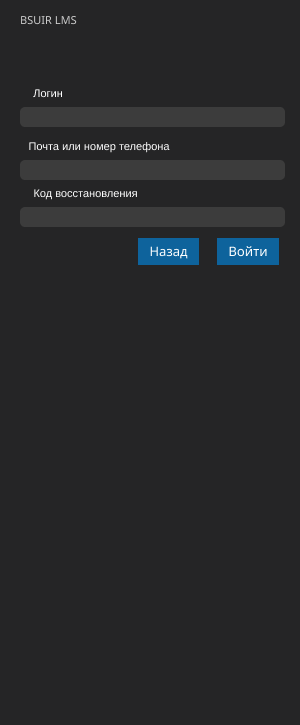 BSUIR LMS
Логин
Почта или номер телефона
Код восстановления
Назад Войти